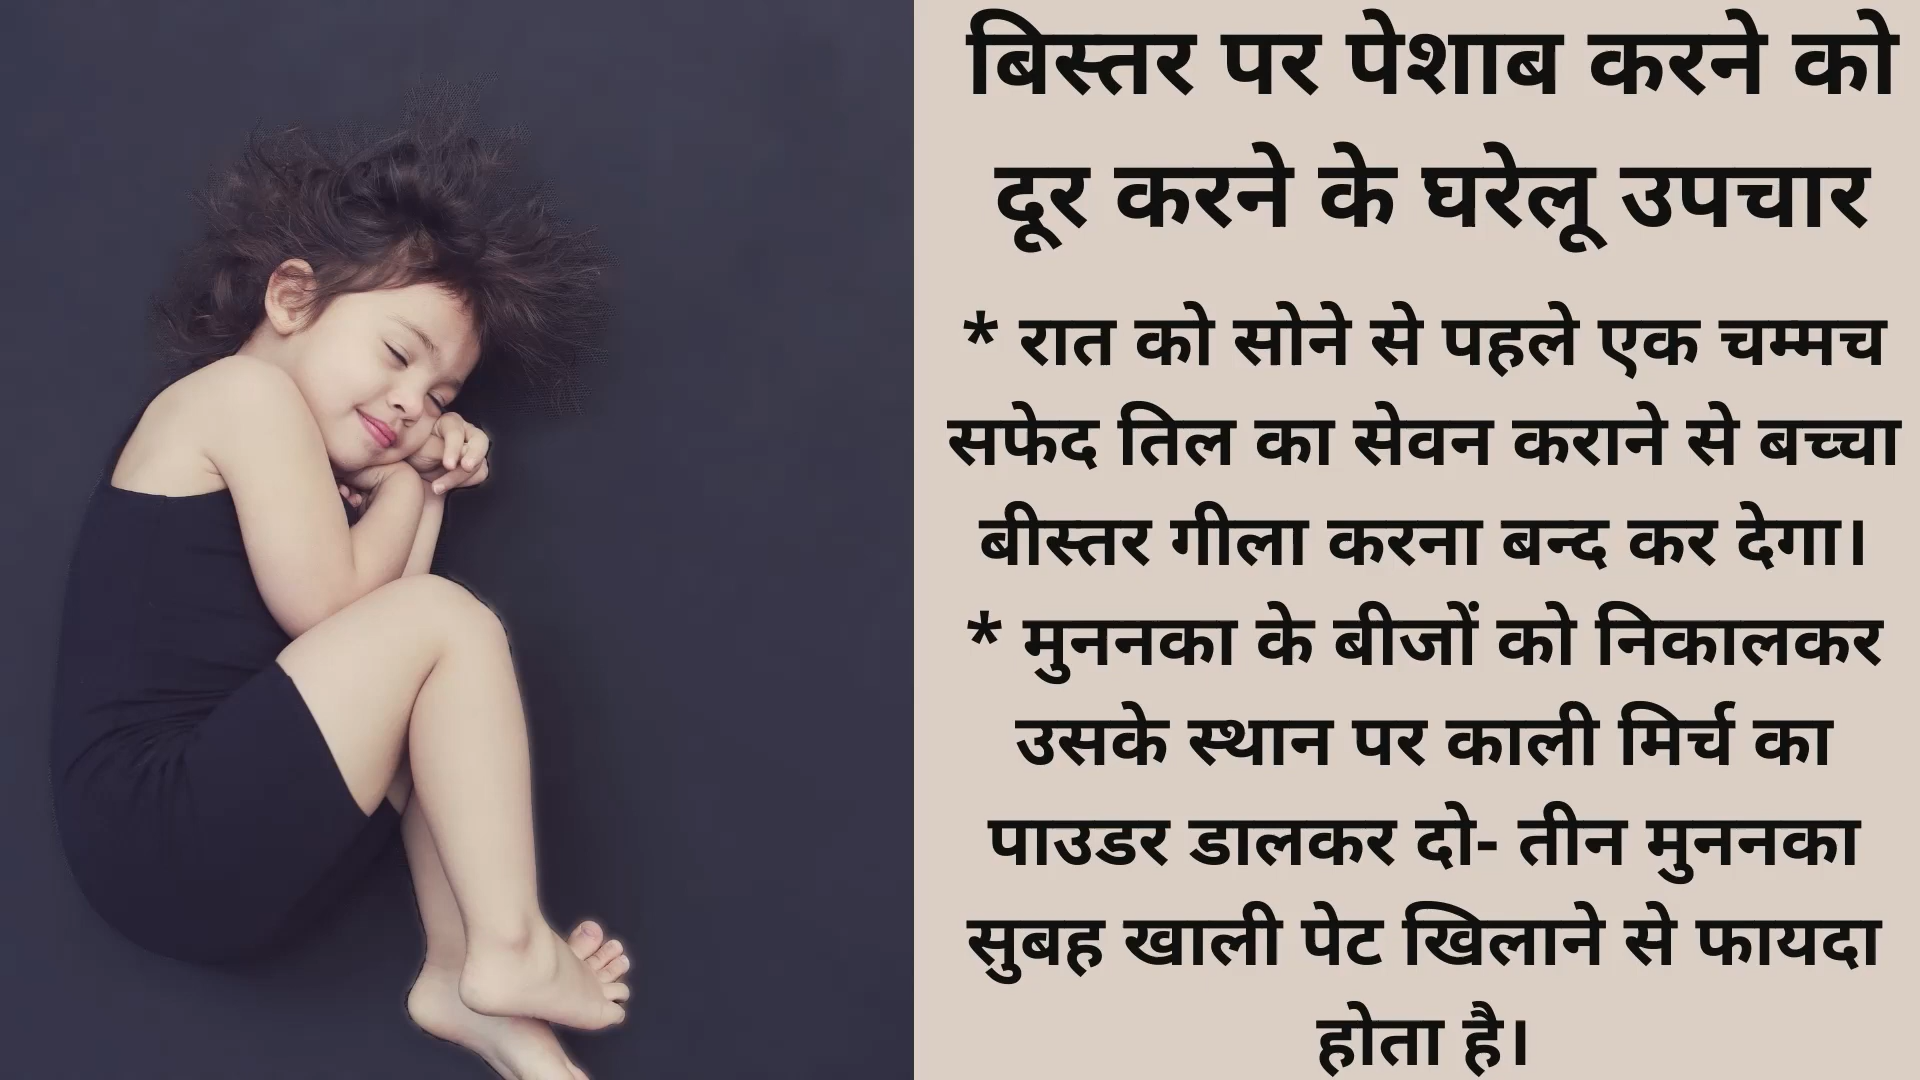 बिस्तर पर पेशाब करने को
दूर करने के घरेलू उपचार
* रात को सोने से पहले एक चम्मच
सफेद तिल का सेवन कराने से बच्चा
बीस्तर गीला करना बन्द कर देगा।
* मुननका के बीजों को निकालकर
उसके स्थान पर काली मिर्च का
पाउडर डालकर दो- तीन मुननका
सुबह खाली पेट खिलाने से फायदा
होता है।